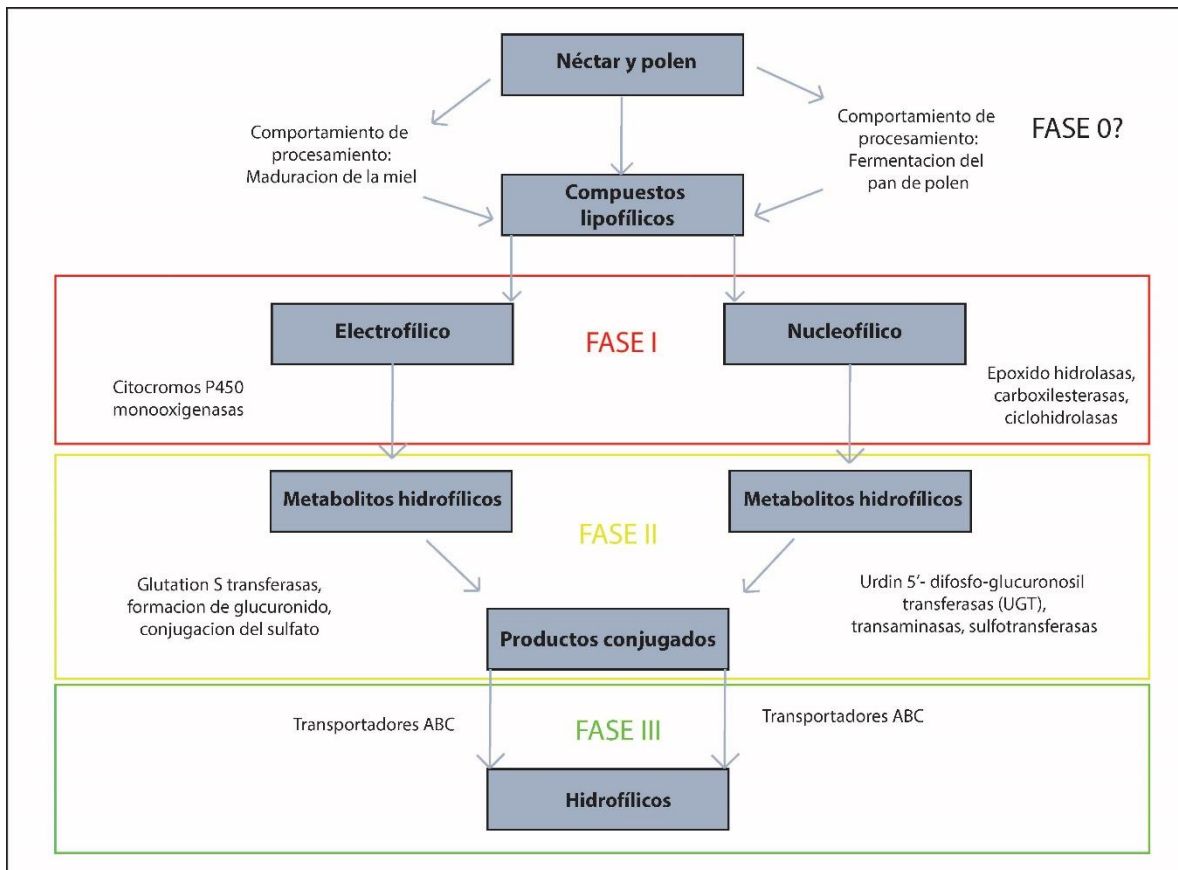 Néctar y polen
Comportamiento de
procesamiento:
Maduracion de la miel
Comportamiento de
procesamiento:
Fermentacion del
pan de polen
FASE 0?
Compuestos
lipofílicos
Electrofílico
FASE I
Nucleofílico
Citocromos P450
monooxigenasas
Epoxido hidrolasas,
carboxilesterasas,
ciclohidrolasas
Metabolitos hidrofílicos
Metabolitos hidrofílicos
FASE II
Glutation S transferasas,
formacion de glucuronido,
conjugacion del sulfato
Urdin 5'- difosfo-glucuronosil
transferasas (UGT),
transaminasas, sulfotransferasas
Productos conjugados
Transportadores ABC
FASE III
Transportadores ABC
Hidrofílicos